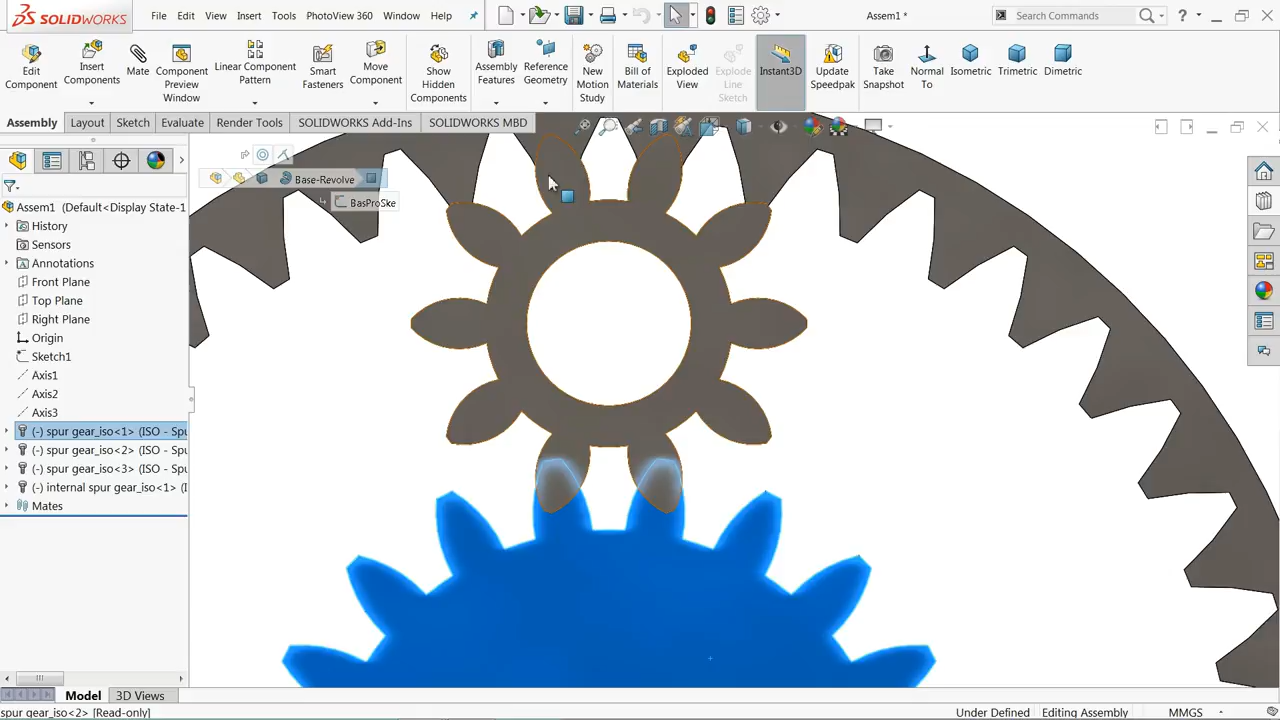 SOLIDWORKS File Edit View Insert Tools PhotoView 360 Window Help Assem1 * Search Commands ?
Edit Component
Insert Components
Mate
Component Preview Window
Linear Component Pattern
Smart Fasteners
Move Component
Show Hidden Components
Assembly Features
Reference Geometry
New Motion Study
Bill of Materials
Exploded View
Explode Line Sketch
Instant3D
Update Speedpak
Take Snapshot
Normal To
Isometric
Trimetric
Dimetric
Assembly Layout Sketch Evaluate Render Tools SOLIDWORKS Add-Ins SOLIDWORKS MBD
Base-Revolve
BasProSke
Assem1 (Default<Display State-1
History
Sensors
Annotations
Front Plane
Top Plane
Right Plane
Origin
Sketch1
Axis1
Axis2
Axis3
(-) spur gear_iso<1> (ISO - Spu
(-) spur gear_iso<2> (ISO - Spu
(-) spur gear_iso<3> (ISO - Spu
(-) internal spur gear_iso<1> (I
Mates
Model 3D Views
spur gear_iso<2> [Read-only] Under Defined Editing Assembly MMGS